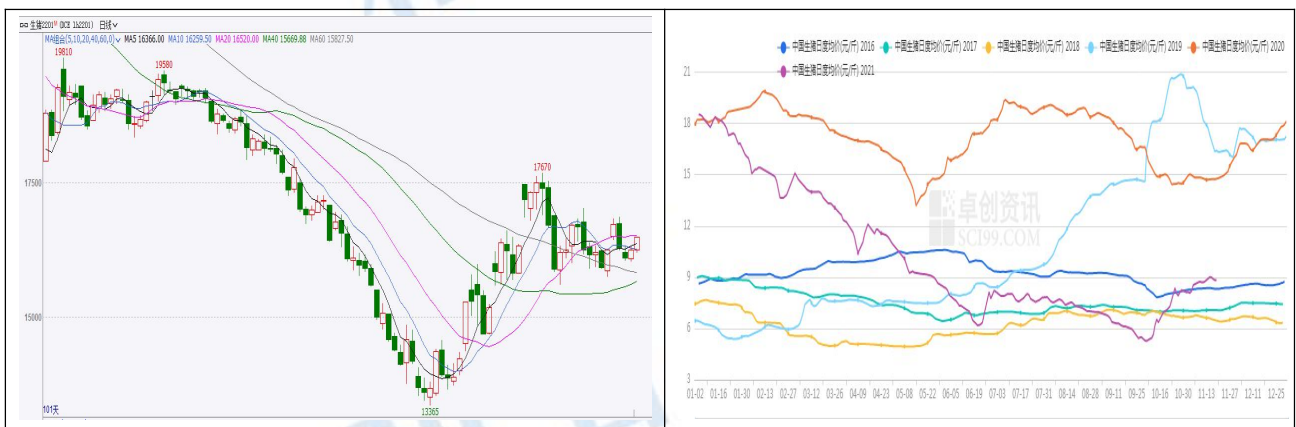 生猪2201ᴹ (DCE lh2201) 日线
MA组合(5,10,20,40,60,0) MA5 16366.00 MA10 16259.50 MA20 16520.00 MA40 15669.88 MA60 15827.50
19810
19580
17670
17500
15000
13365
101天
中国生猪日度均价(元/斤) 2016 中国生猪日度均价(元/斤) 2017 中国生猪日度均价(元/斤) 2018 中国生猪日度均价(元/斤) 2019 中国生猪日度均价(元/斤) 2020
中国生猪日度均价(元/斤) 2021
21
18
15
12
9
6
3
卓创资讯
SCI99.COM
01-02 01-16 01-30 02-13 02-27 03-12 03-26 04-09 04-23 05-08 05-22 06-05 06-19 07-03 07-17 07-31 08-14 08-28 09-11 09-25 10-16 10-30 11-13 11-27 12-11 12-25